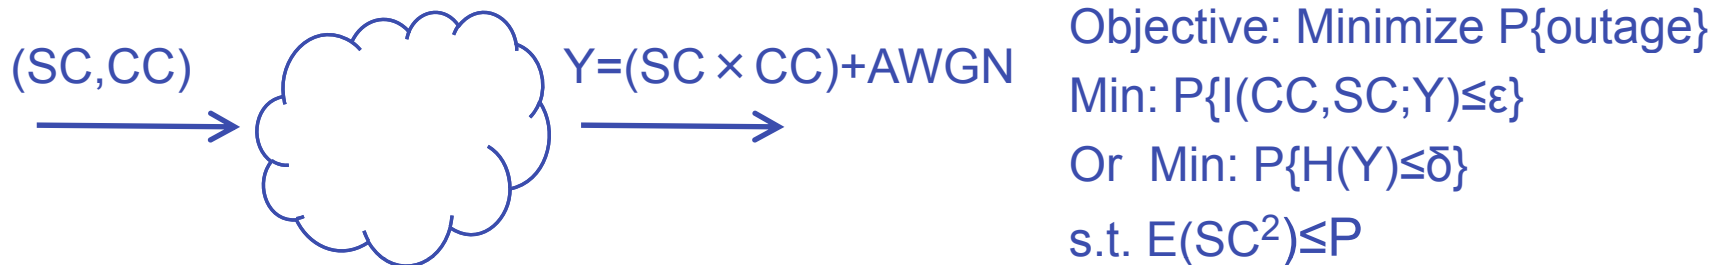 (SC,CC)
Y=(SC × CC)+AWGN
Objective: Minimize P{outage}
Min: P{I(CC,SC;Y)≤ε}
Or Min: P{H(Y)≤δ}
s.t. E(SC²)≤P